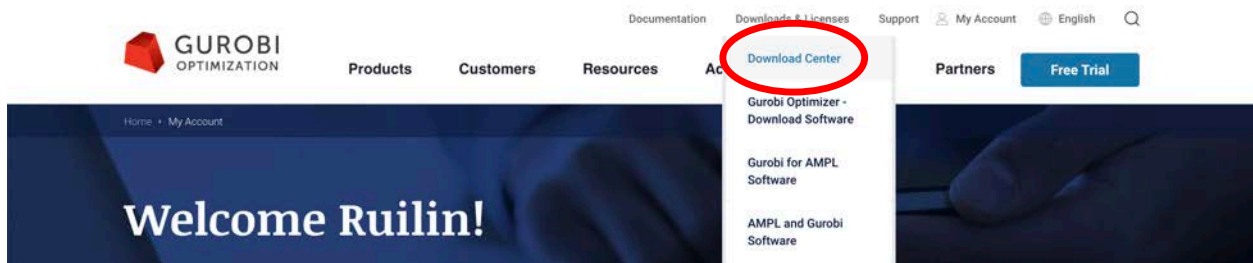 Documentation Downloads & Licenses Support My Account English
GUROBI
OPTIMIZATION
Products Customers Resources Ac Partners Free Trial
Download Center
Gurobi Optimizer -
Download Software
Gurobi for AMPL
Software
AMPL and Gurobi
Software
Home • My Account
Welcome Ruilin!